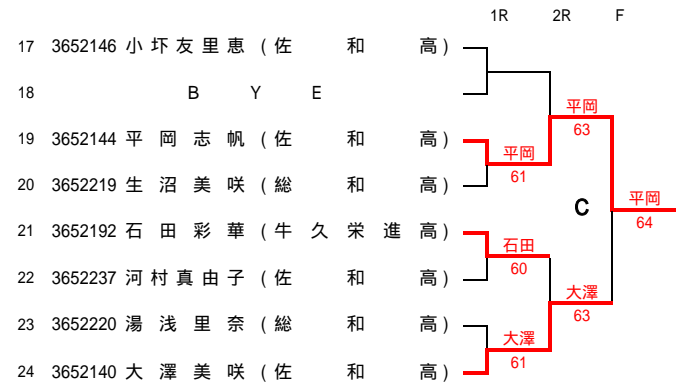 1R 2R F
17 3652146 小圷友里恵 (佐和高)
18 BYE
平岡
19 3652144 平岡志帆 (佐和高) 63
平岡
20 3652219 生沼美咲 (総和高) 61
平岡
C
21 3652192 石田彩華 (牛久栄進高) 64
石田
22 3652237 河村真由子 (佐和高) 60
大澤
23 3652220 湯浅里奈 (総和高) 63
大澤
24 3652140 大澤美咲 (佐和高) 61